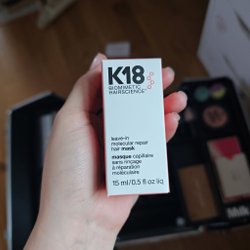 K18
BIOMIMETIC
HAIRSCIENCE
leave-in
molecular repair
hair mask
masque capillaire
sans rinçage
à réparation
moléculaire
15 ml/0.5 fl oz liq